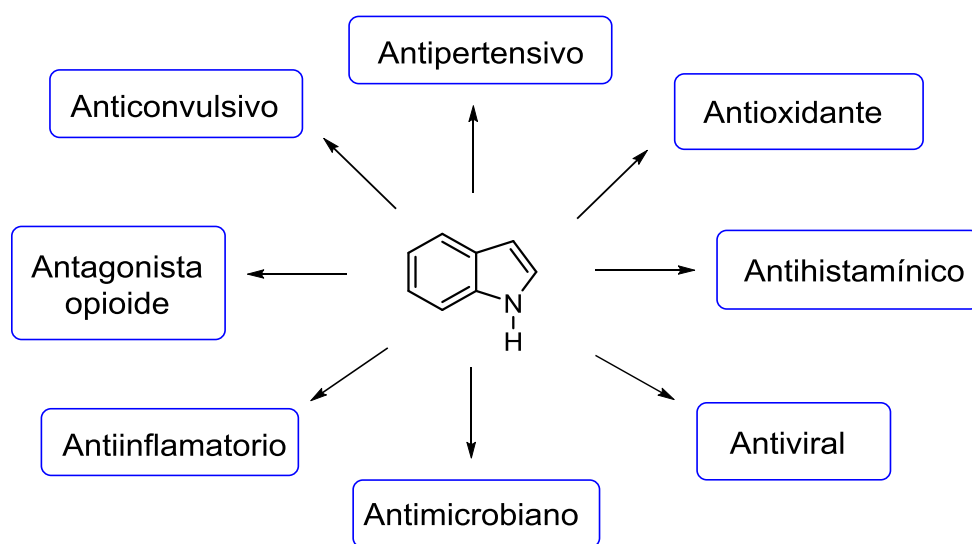 Antipertensivo
Anticonvulsivo
Antioxidante
Antagonista
opioide
Antihistamínico
N
H
Antiinflamatorio
Antiviral
Antimicrobiano